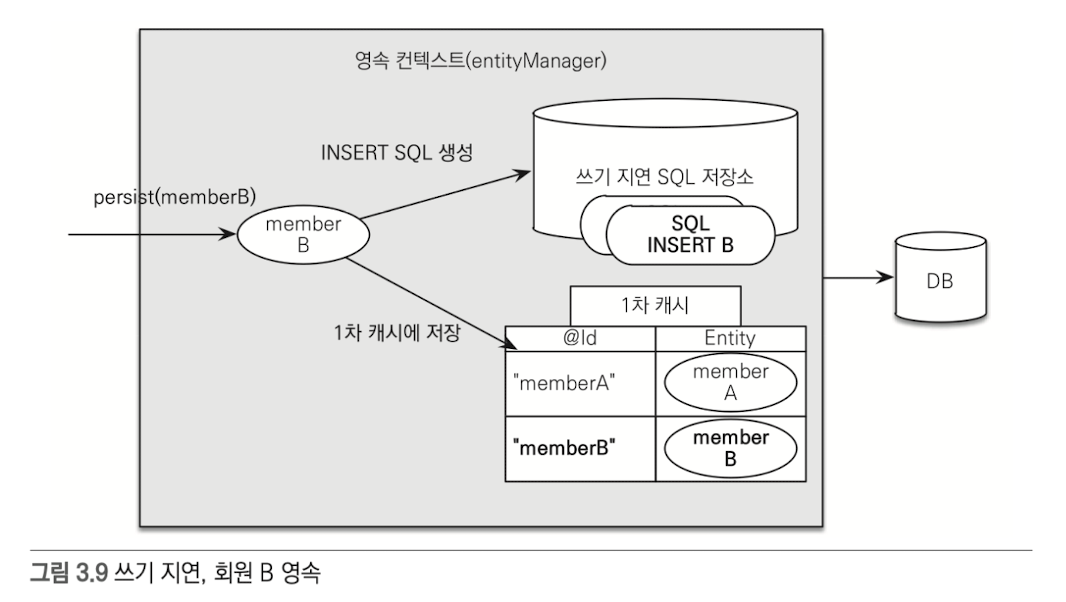 영속 컨텍스트(entityManager)
INSERT SQL 생성
persist(memberB)
member
B
쓰기 지연 SQL 저장소
SQL
INSERT B
DB
1차 캐시
1차 캐시에 저장
@Id
Entity
"memberA"
member
A
"memberB"
member
B
그림 3.9 쓰기 지연, 회원 B 영속